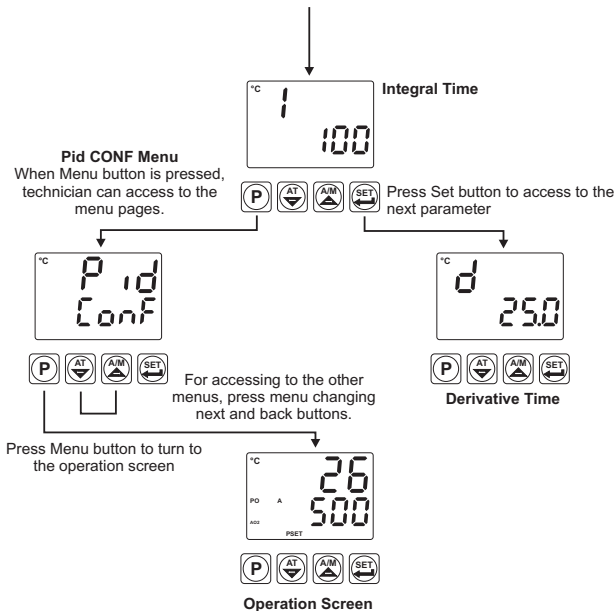 °C
I
100
Integral Time
Pid CONF Menu
When Menu button is pressed,
technician can access to the
menu pages.
P AT A/M SET
Press Set button to access to the
next parameter
°C
Pid
ConF
P AT A/M SET
°C
d
25.0
P AT A/M SET
Derivative Time
For accessing to the other
menus, press menu changing
next and back buttons.
Press Menu button to turn to
the operation screen
°C
26
PO A
500
AO2
PSET
P AT A/M SET
Operation Screen